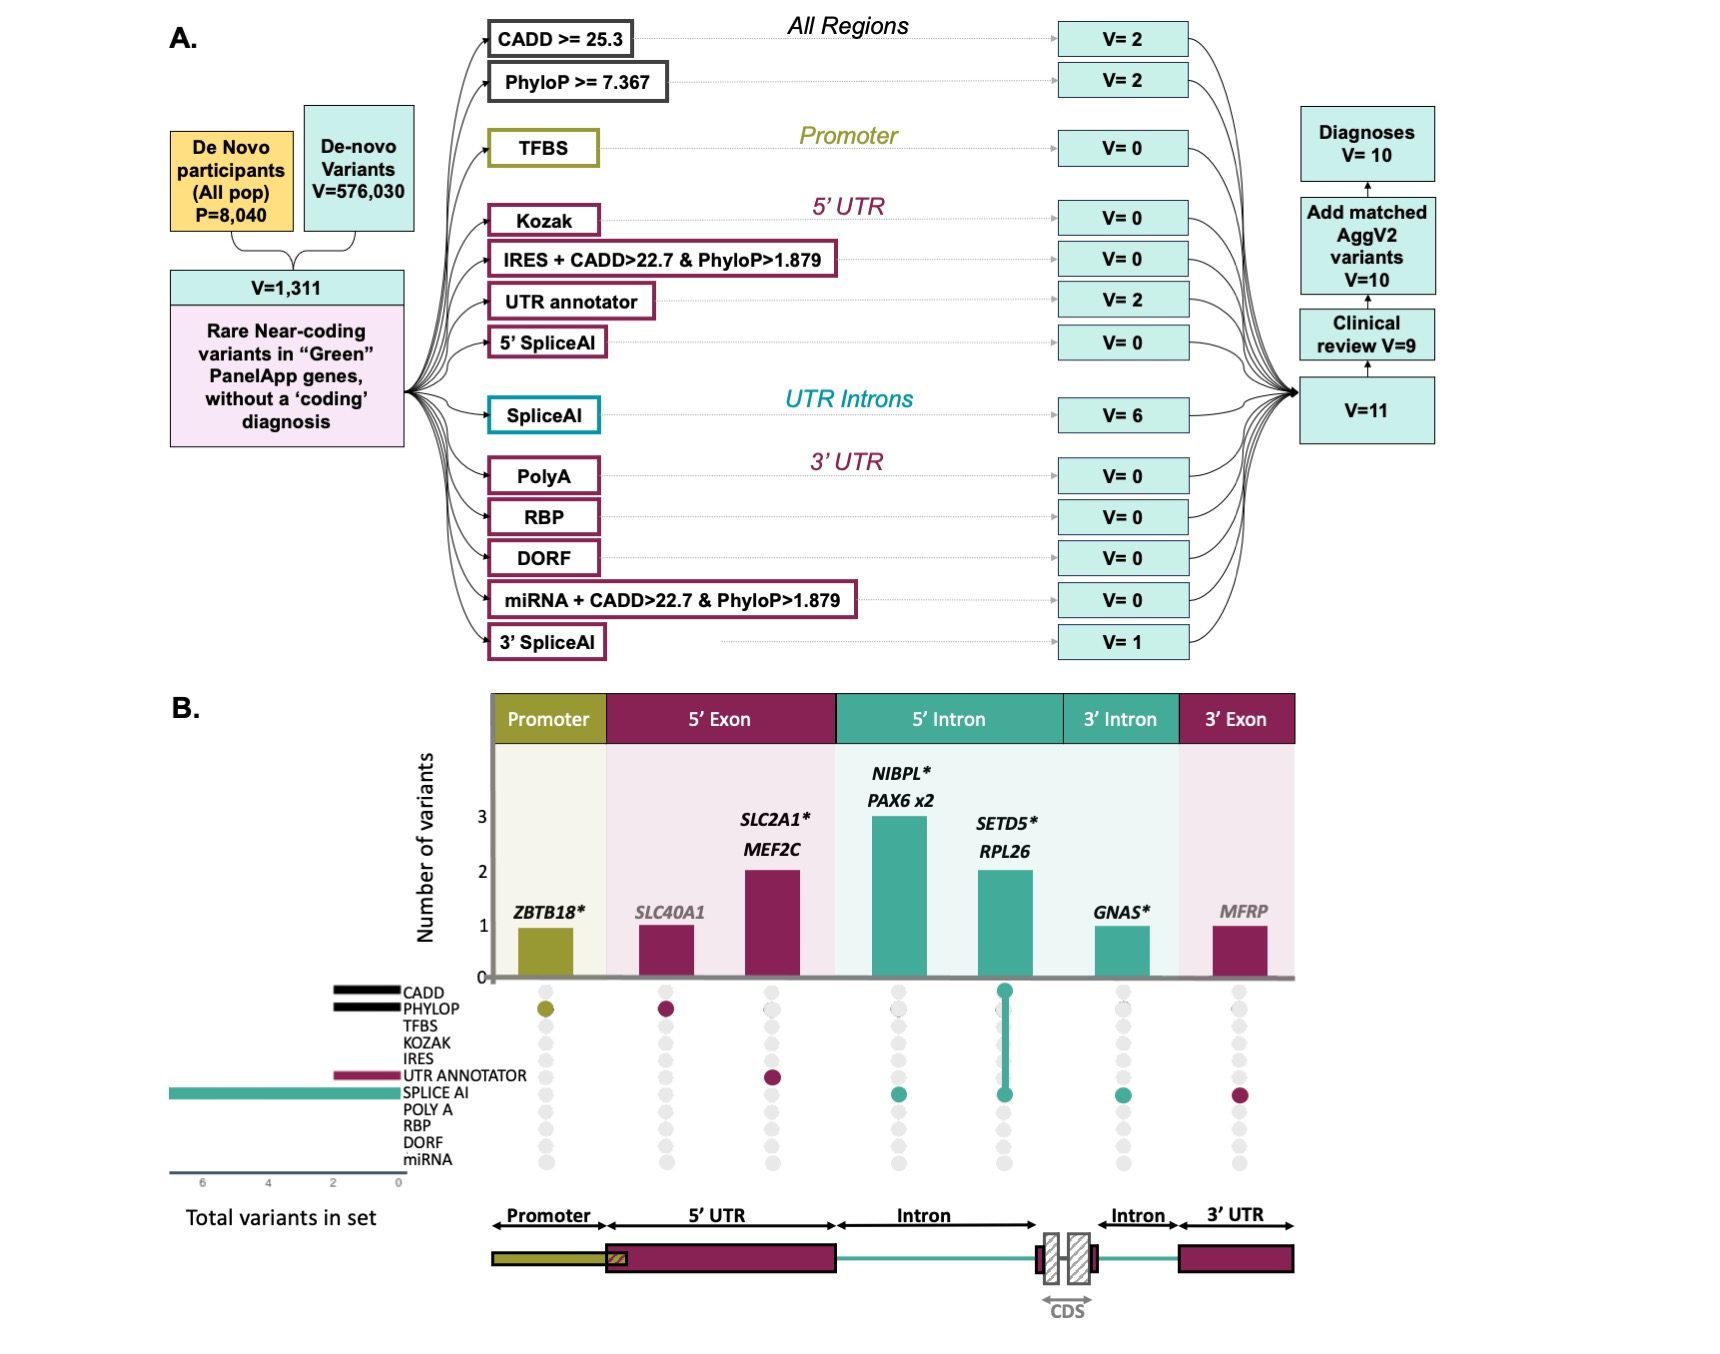 A.
De Novo
participants
(All pop)
P=8,040
De-novo
Variants
V=576,030
V=1,311
Rare Near-coding
variants in “Green”
PanelApp genes,
without a ‘coding’
diagnosis
All Regions
CADD >= 25.3
V= 2
PhyloP >= 7.367
V= 2
Promoter
TFBS
V= 0
5’ UTR
Kozak
V= 0
IRES + CADD>22.7 & PhyloP>1.879
V= 0
UTR annotator
V= 2
5’ SpliceAI
V= 0
UTR Introns
SpliceAI
V= 6
3’ UTR
PolyA
V= 0
RBP
V= 0
DORF
V= 0
miRNA + CADD>22.7 & PhyloP>1.879
V= 0
3’ SpliceAI
V= 1
Diagnoses
V= 10
Add matched
AggV2
variants
V=10
Clinical
review V=9
V=11
B.
Promoter
5’ Exon
5’ Intron
3’ Intron
3’ Exon
Number of variants
3
2
1
0
ZBTB18*
SLC40A1
SLC2A1*
MEF2C
NIBPL*
PAX6 x2
SETD5*
RPL26
GNAS*
MFRP
CADD
PHYLOP
TFBS
KOZAK
IRES
UTR ANNOTATOR
SPLICE AI
POLY A
RBP
DORF
miRNA
6 4 2 0
Total variants in set
Promoter
5’ UTR
Intron
Intron
3’ UTR
CDS